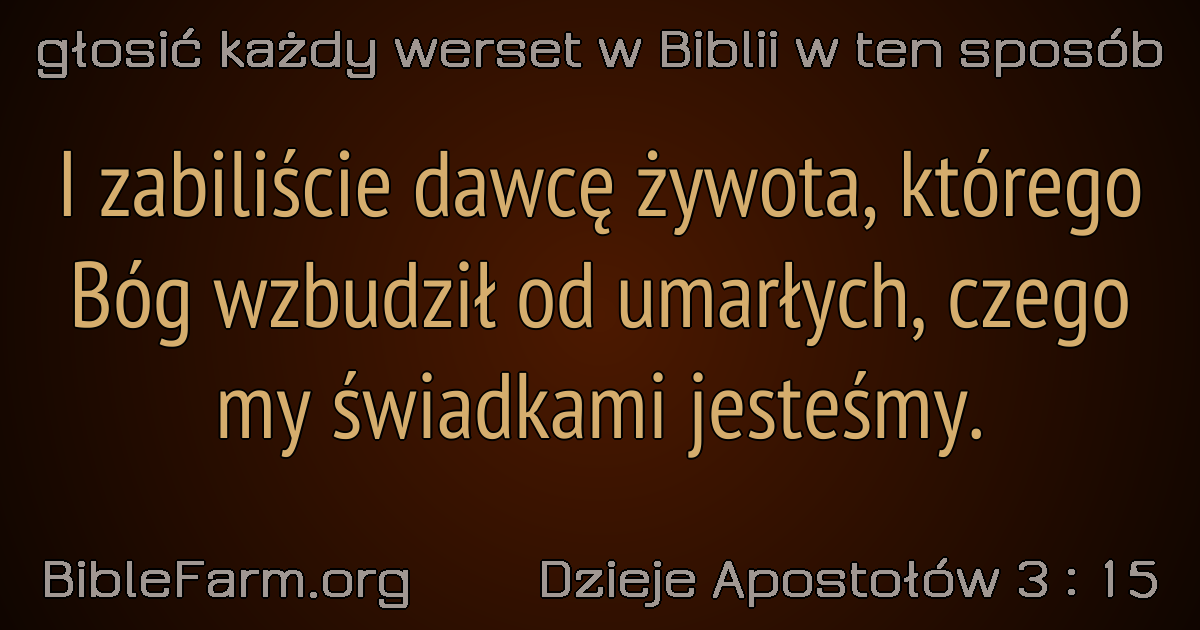 głosić każdy werset w Biblii w ten sposób
I zabiliście dawcę żywota, którego
Bóg wzbudził od umarłych, czego
my świadkami jesteśmy.
BibleFarm.org
Dzieje Apostołów 3 : 15